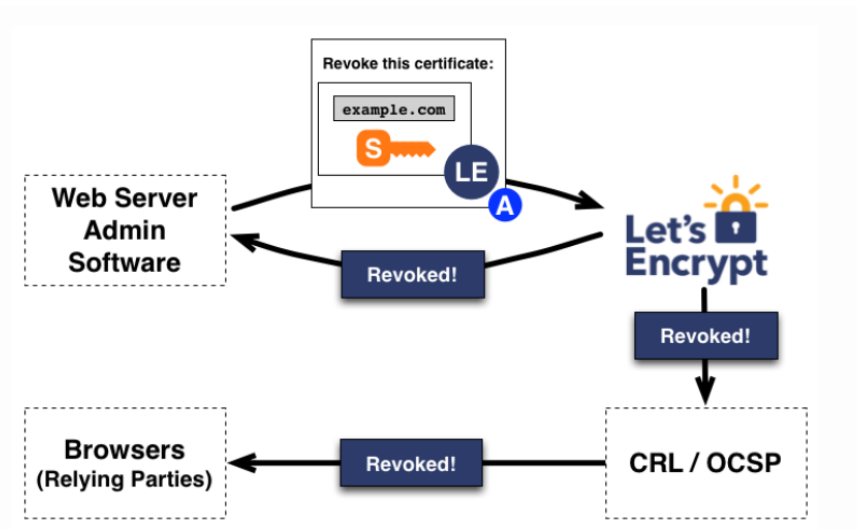 Revoke this certificate:
example.com
S
LE
A
Web Server
Admin
Software
Let's
Encrypt
Revoked!
Revoked!
Browsers
(Relying Parties)
Revoked!
CRL / OCSP